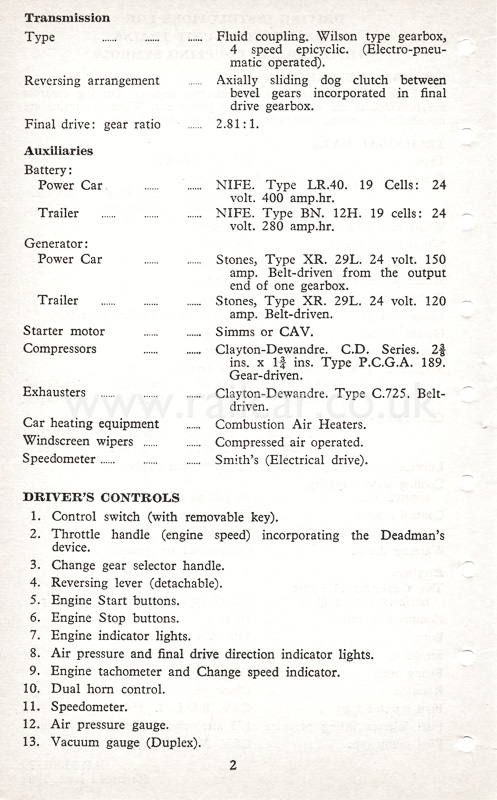 Transmission
Type ...... ...... ...... Fluid coupling. Wilson type gearbox,
4 speed epicyclic. (Electro-pneu-
matic operated).
Reversing arrangement ...... Axially sliding dog clutch between
bevel gears incorporated in final
drive gearbox.
Final drive: gear ratio ...... 2.81:1.
Auxiliaries
Battery:
Power Car ...... ...... NIFE. Type LR.40. 19 Cells: 24
volt. 400 amp.hr.
Trailer ...... ...... ...... NIFE. Type BN. 12H. 19 cells: 24
volt. 280 amp.hr.
Generator:
Power Car ...... ...... Stones, Type XR. 29L. 24 volt. 150
amp. Belt-driven from the output
end of one gearbox.
Trailer ...... ...... ...... Stones, Type XR. 29L. 24 volt. 120
amp. Belt-driven.
Starter motor ...... ...... Simms or CAV.
Compressors ...... ...... Clayton-Dewandre. C.D. Series. 2⅜
ins. x 1¾ ins. Type P.C.G.A. 189.
Gear-driven.
Exhausters ...... ...... ...... Clayton-Dewandre. Type C.725. Belt-
driven.
www.railcar.co.uk
Car heating equipment ...... Combustion Air Heaters.
Windscreen wipers ...... ...... Compressed air operated.
Speedometer ...... ...... ...... Smith's (Electrical drive).
DRIVER'S CONTROLS
1. Control switch (with removable key).
2. Throttle handle (engine speed) incorporating the Deadman's
device.
3. Change gear selector handle.
4. Reversing lever (detachable).
5. Engine Start buttons.
6. Engine Stop buttons.
7. Engine indicator lights.
8. Air pressure and final drive direction indicator lights.
9. Engine tachometer and Change speed indicator.
10. Dual horn control.
11. Speedometer.
12. Air pressure gauge.
13. Vacuum gauge (Duplex).
2